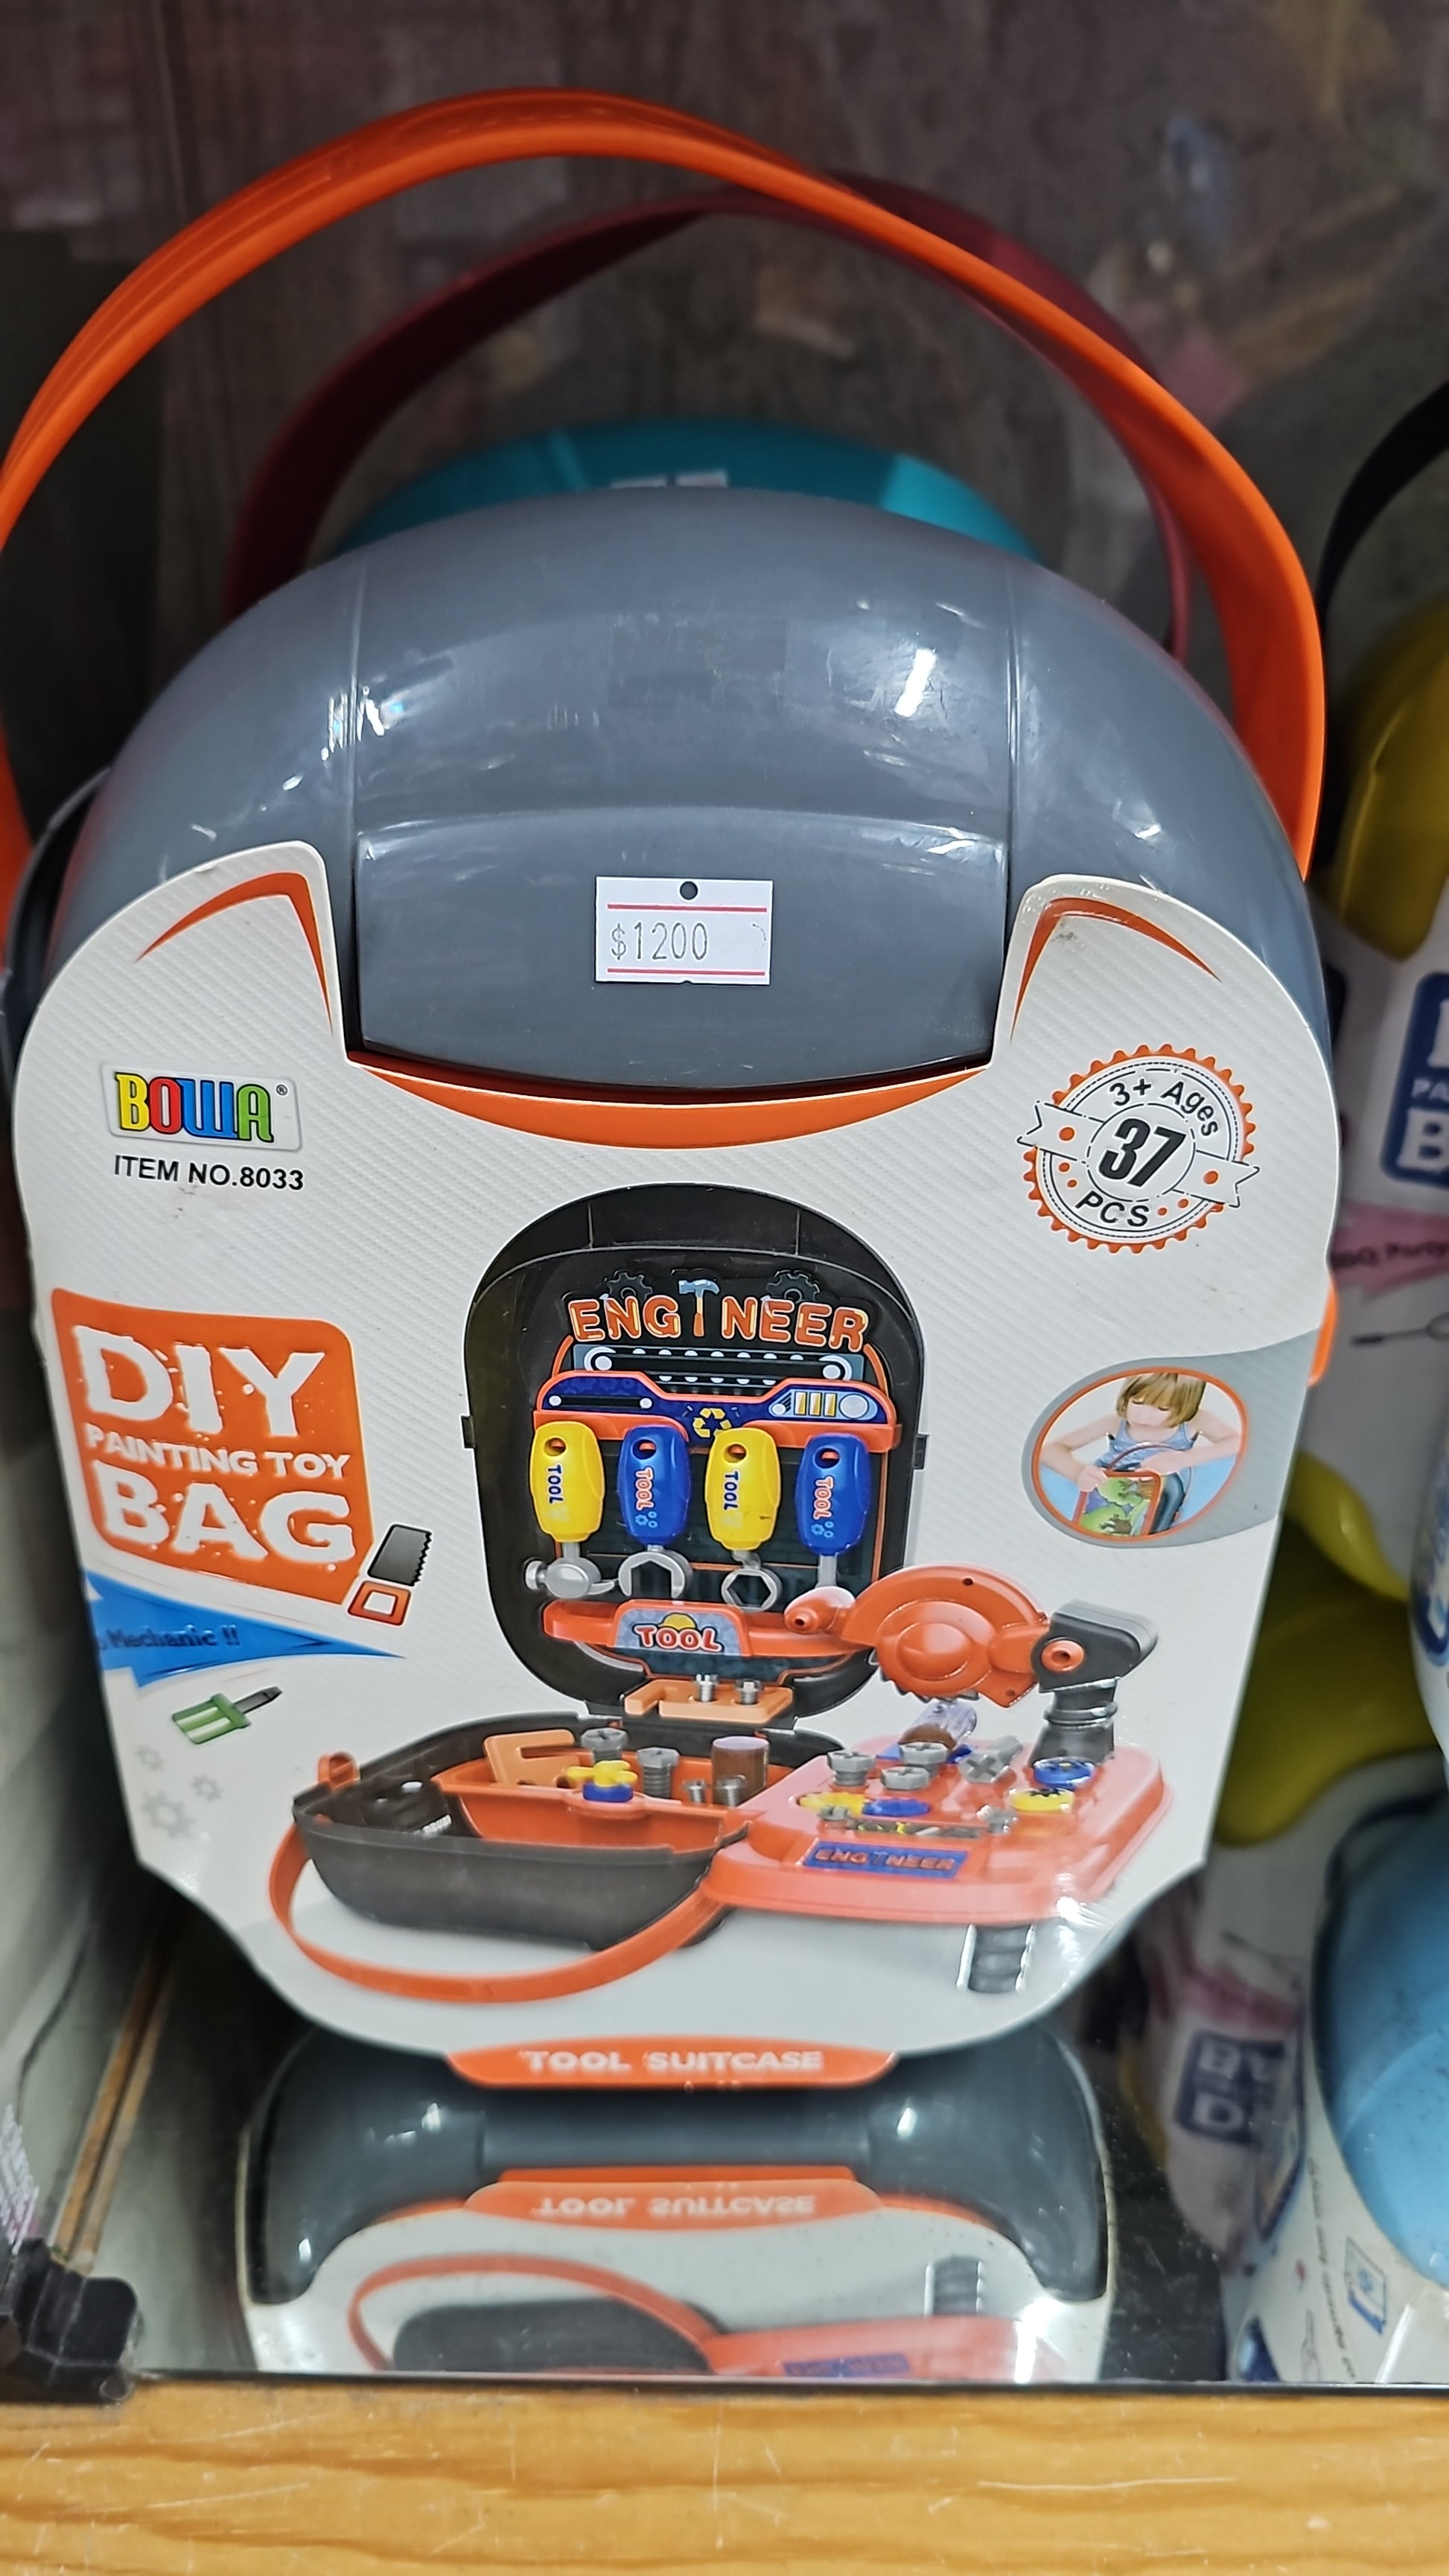 $1200
BOWA®
ITEM NO.8033
3+ Ages
37
PCS
ENGINEER
DIY
PAINTING TOY
BAG
Mechanic !!
TOOL
TOOL
TOOL
TOOL
TOOL
ENGINEER
TOOL SUITCASE
TOOL SUITCASE